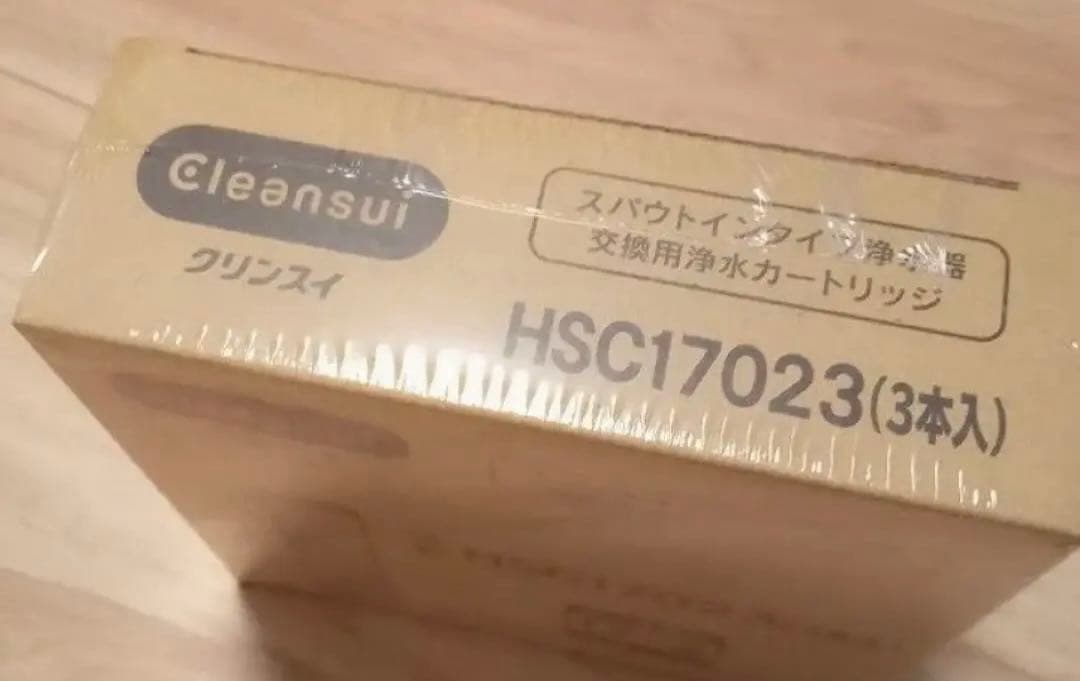 Cleansui
クリンスイ
スパウトインタイプ浄水器
交換用浄水カートリッジ
HSC17023(3本入)